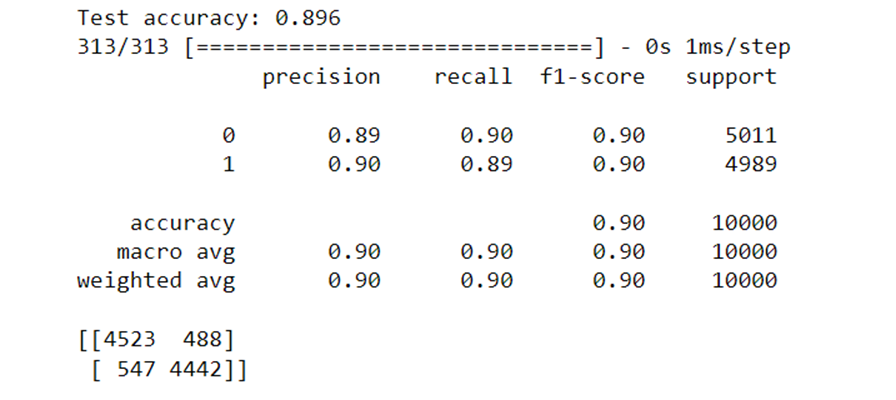 Test accuracy: 0.896
313/313 [==============================] - 0s 1ms/step
              precision    recall  f1-score   support

           0       0.89      0.90      0.90      5011
           1       0.90      0.89      0.90      4989

    accuracy                           0.90     10000
   macro avg       0.90      0.90      0.90     10000
weighted avg       0.90      0.90      0.90     10000

[[4523  488]
 [ 547 4442]]